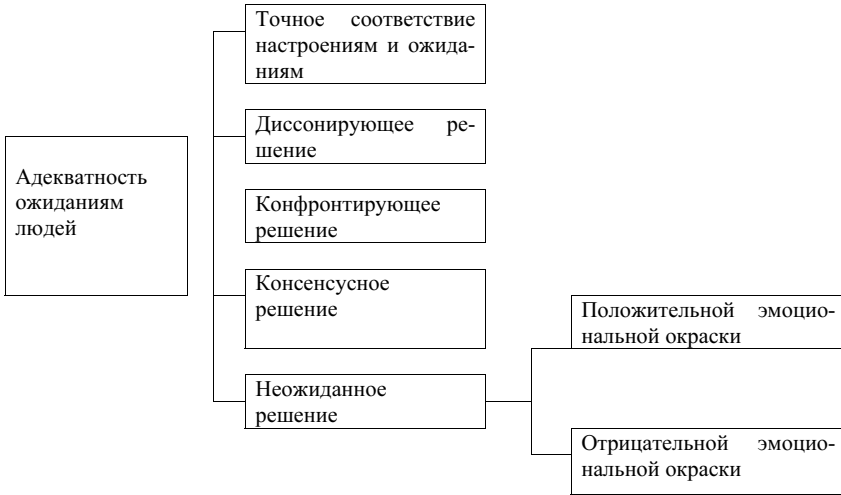 Точное соответствие
настроениям и ожида-
ниям
Диссонирующее ре-
шение
Адекватность
ожиданиям
людей
Конфронтирующее
решение
Консенсусное
решение
Положительной эмоцио-
нальной окраски
Неожиданное
решение
Отрицательной эмоцио-
нальной окраски